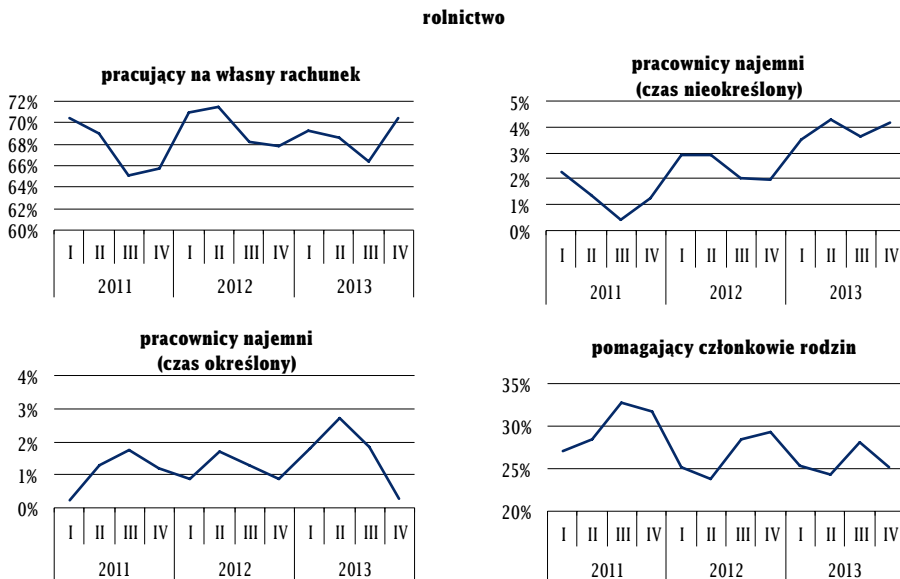 rolnictwo
pracujący na własny rachunek
72%
70%
68%
66%
64%
62%
60%
I II III IV I II III IV I II III IV
2011 2012 2013
pracownicy najemni
(czas nieokreślony)
5%
4%
3%
2%
1%
0%
I II III IV I II III IV I II III IV
2011 2012 2013
pracownicy najemni
(czas określony)
4%
3%
2%
1%
0%
I II III IV I II III IV I II III IV
2011 2012 2013
pomagający członkowie rodzin
35%
30%
25%
20%
I II III IV I II III IV I II III IV
2011 2012 2013